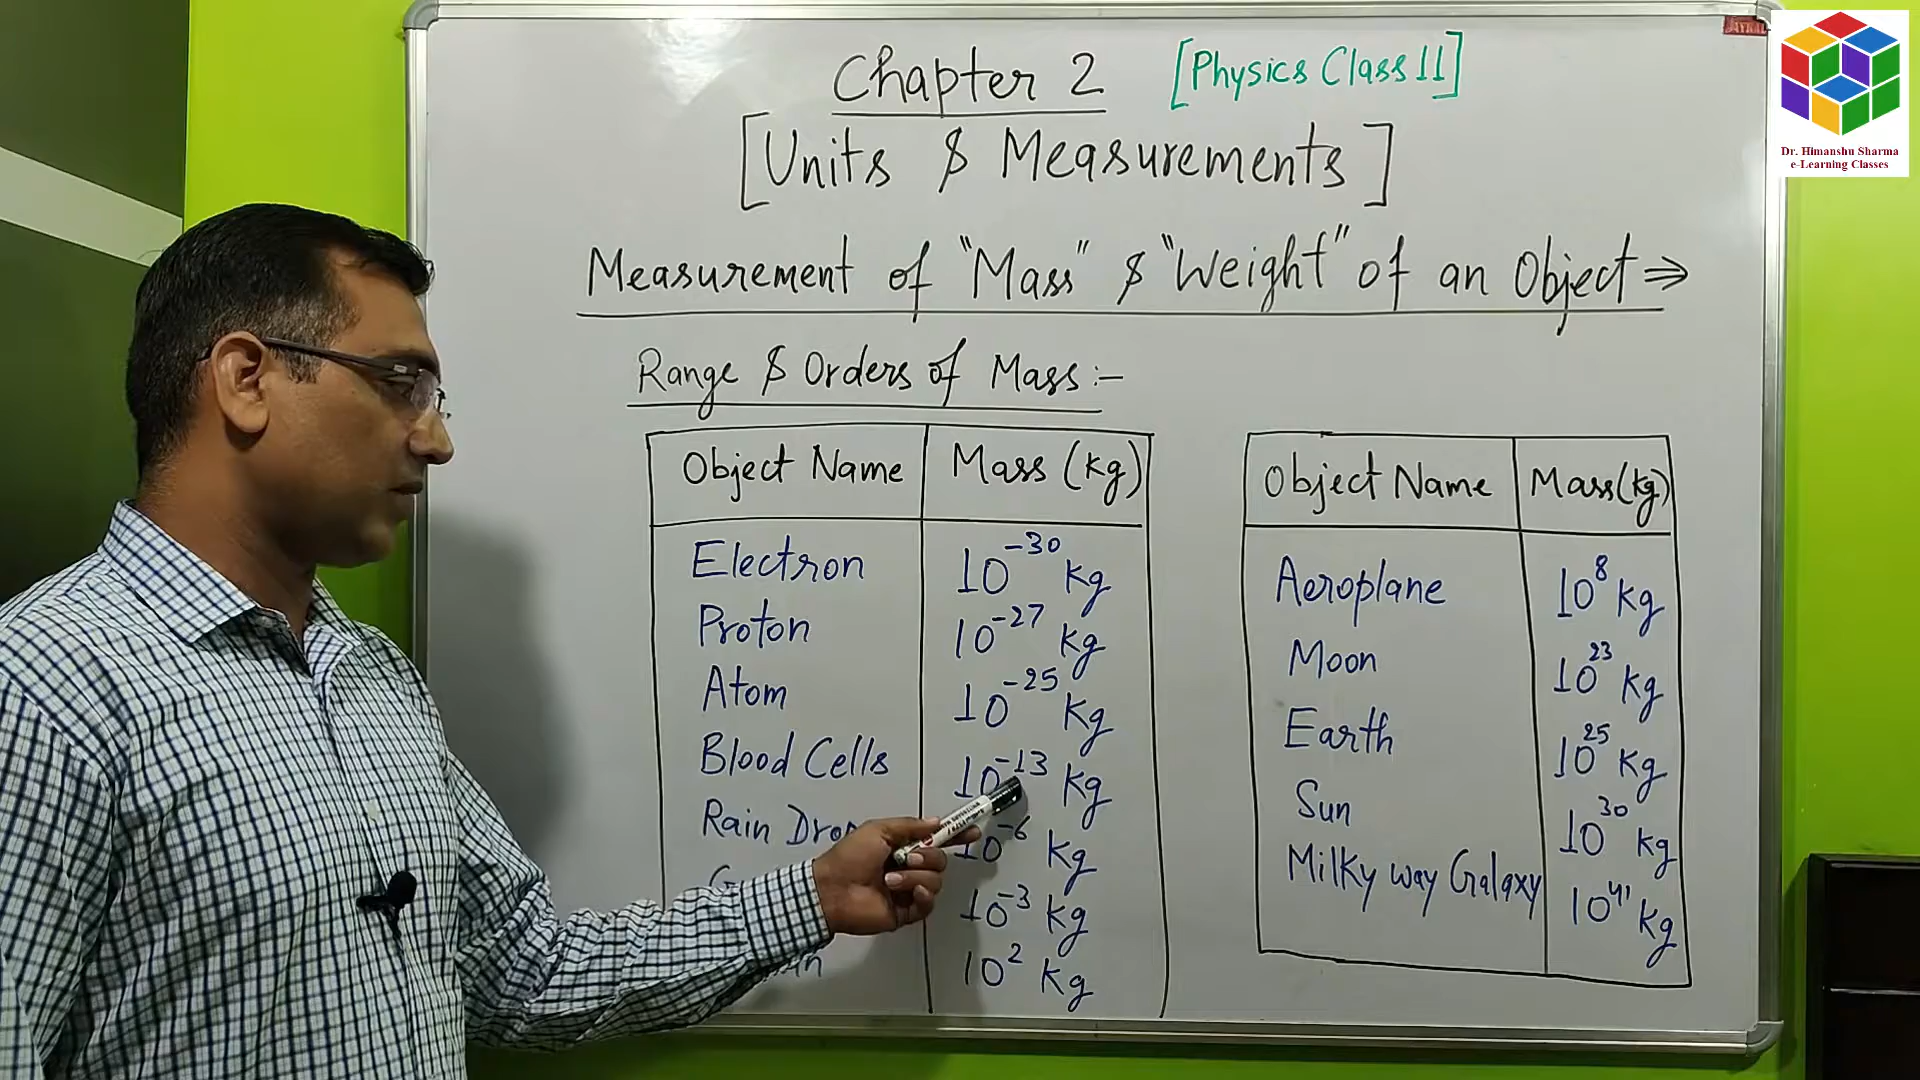 Chapter 2 [Physics Class 11]
[Units & Measurements]
Measurement of "Mass" & "Weight" of an Object ⇒
Range & Orders of Mass :-
Object Name Mass (kg)
Electron 10⁻³⁰ kg
Proton 10⁻²⁷ kg
Atom 10⁻²⁵ kg
Blood Cells 10⁻¹³ kg
Rain Drop 10⁻⁶ kg
10⁻³ kg
10² kg
Object Name Mass (kg)
Aeroplane 10⁸ kg
Moon 10²³ kg
Earth 10²⁵ kg
Sun 10³⁰ kg
Milky way Galaxy 10⁴¹ kg
Dr. Himanshu Sharma
e-Learning Classes